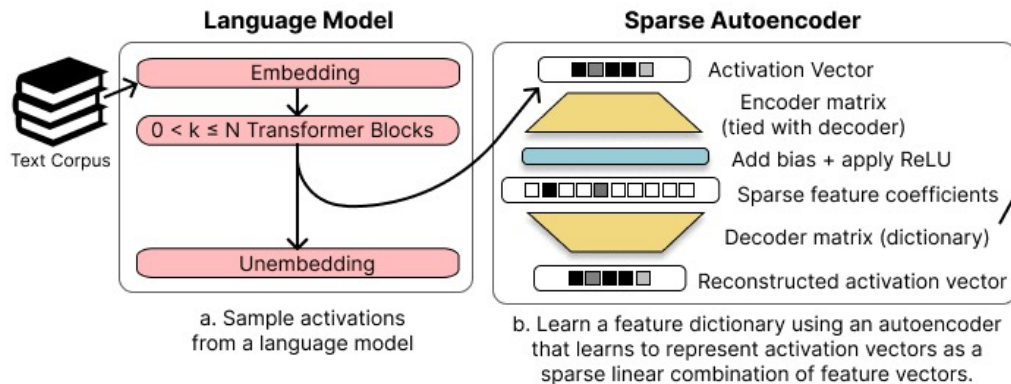 Language Model
Text Corpus
Embedding
0 < k ≤ N Transformer Blocks
Unembedding
a. Sample activations
from a language model
Sparse Autoencoder
Activation Vector
Encoder matrix
(tied with decoder)
Add bias + apply ReLU
Sparse feature coefficients
Decoder matrix (dictionary)
Reconstructed activation vector
b. Learn a feature dictionary using an autoencoder
that learns to represent activation vectors as a
sparse linear combination of feature vectors.